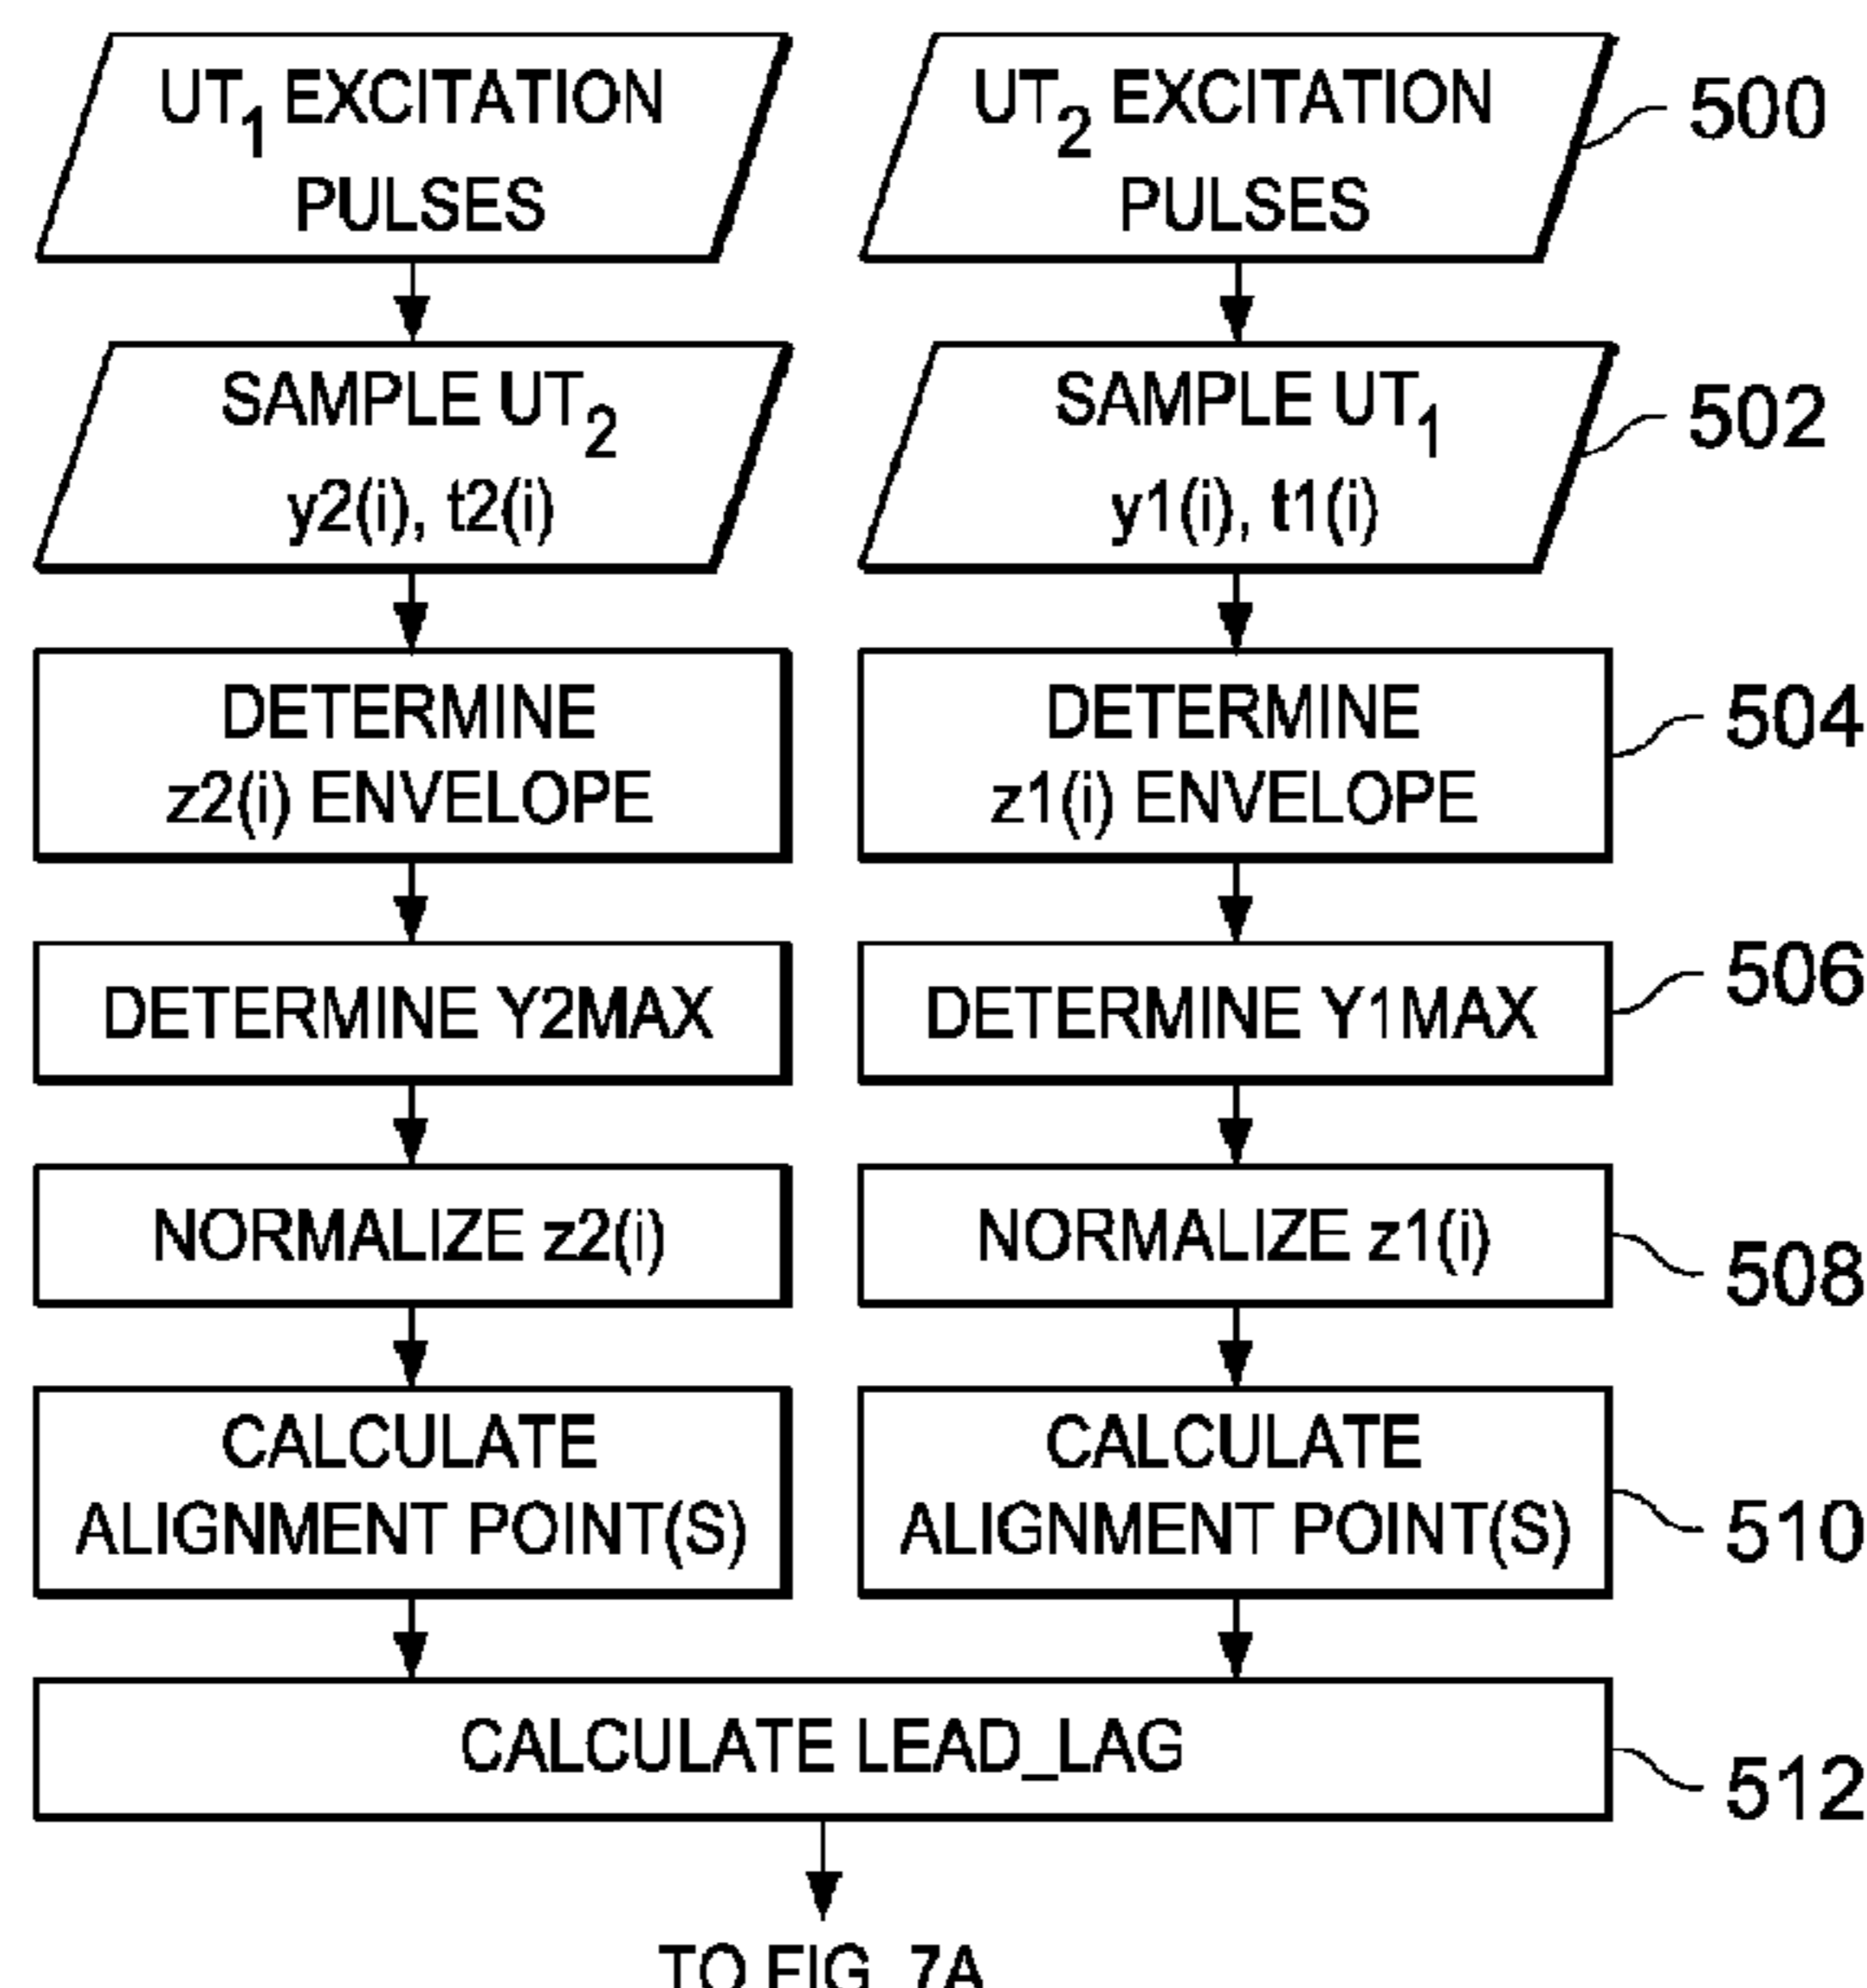 UT1 EXCITATION
PULSES
UT2 EXCITATION
PULSES
500
SAMPLE UT2
y2(i), t2(i)
SAMPLE UT1
y1(i), t1(i)
502
DETERMINE
z2(i) ENVELOPE
DETERMINE
z1(i) ENVELOPE
504
DETERMINE Y2MAX
DETERMINE Y1MAX
506
NORMALIZE z2(i)
NORMALIZE z1(i)
508
CALCULATE
ALIGNMENT POINT(S)
CALCULATE
ALIGNMENT POINT(S)
510
CALCULATE LEAD_LAG
512
TO FIG. 7A